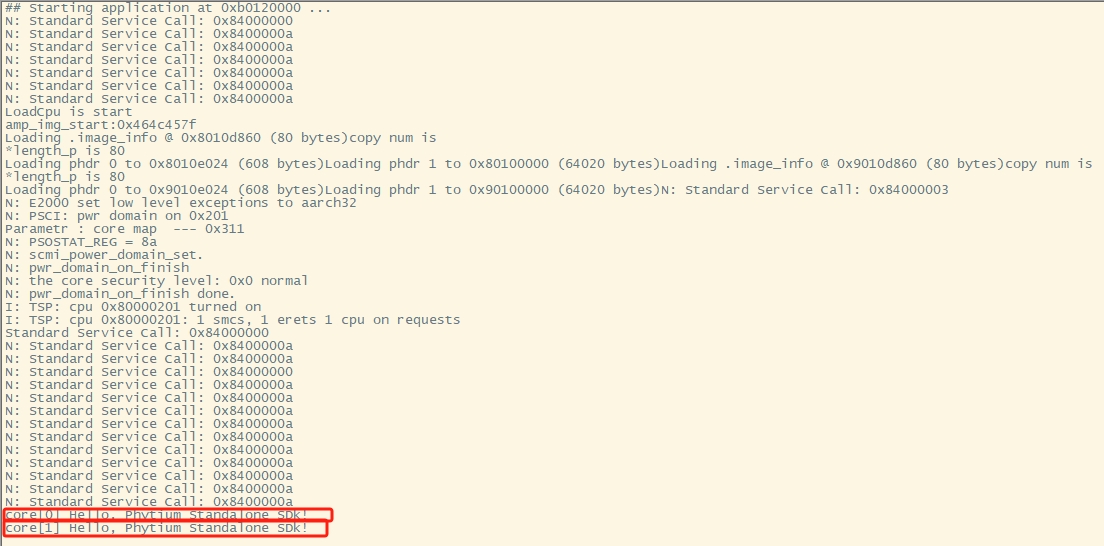 ## Starting application at 0xb0120000 ...
N: Standard Service Call: 0x84000000
N: Standard Service Call: 0x8400000a
N: Standard Service Call: 0x8400000a
N: Standard Service Call: 0x8400000a
N: Standard Service Call: 0x8400000a
N: Standard Service Call: 0x8400000a
N: Standard Service Call: 0x8400000a
LoadCpu is start
amp_img_start:0x464c457f
Loading .image_info @ 0x8010d860 (80 bytes)copy num is
*length_p is 80
Loading phdr 0 to 0x8010e024 (608 bytes)Loading phdr 1 to 0x80100000 (64020 bytes)Loading .image_info @ 0x9010d860 (80 bytes)copy num is
*length_p is 80
Loading phdr 0 to 0x9010e024 (608 bytes)Loading phdr 1 to 0x90100000 (64020 bytes)N: Standard Service Call: 0x84000003
N: E2000 set low level exceptions to aarch32
N: PSCI: pwr domain on 0x201
Parametr : core map  --- 0x311
N: PSOSTAT_REG = 8a
N: scmi_power_domain_set.
N: pwr_domain_on_finish
N: the core security level: 0x0 normal
N: pwr_domain_on_finish done.
I: TSP: cpu 0x80000201 turned on
I: TSP: cpu 0x80000201: 1 smcs, 1 erets 1 cpu on requests
Standard Service Call: 0x84000000
N: Standard Service Call: 0x8400000a
N: Standard Service Call: 0x8400000a
N: Standard Service Call: 0x84000000
N: Standard Service Call: 0x8400000a
N: Standard Service Call: 0x8400000a
N: Standard Service Call: 0x8400000a
N: Standard Service Call: 0x8400000a
N: Standard Service Call: 0x8400000a
N: Standard Service Call: 0x8400000a
N: Standard Service Call: 0x8400000a
N: Standard Service Call: 0x8400000a
N: Standard Service Call: 0x8400000a
N: Standard Service Call: 0x8400000a
core[0] Hello, Phytium Standalone SDk!
core[1] Hello, Phytium Standalone SDk!